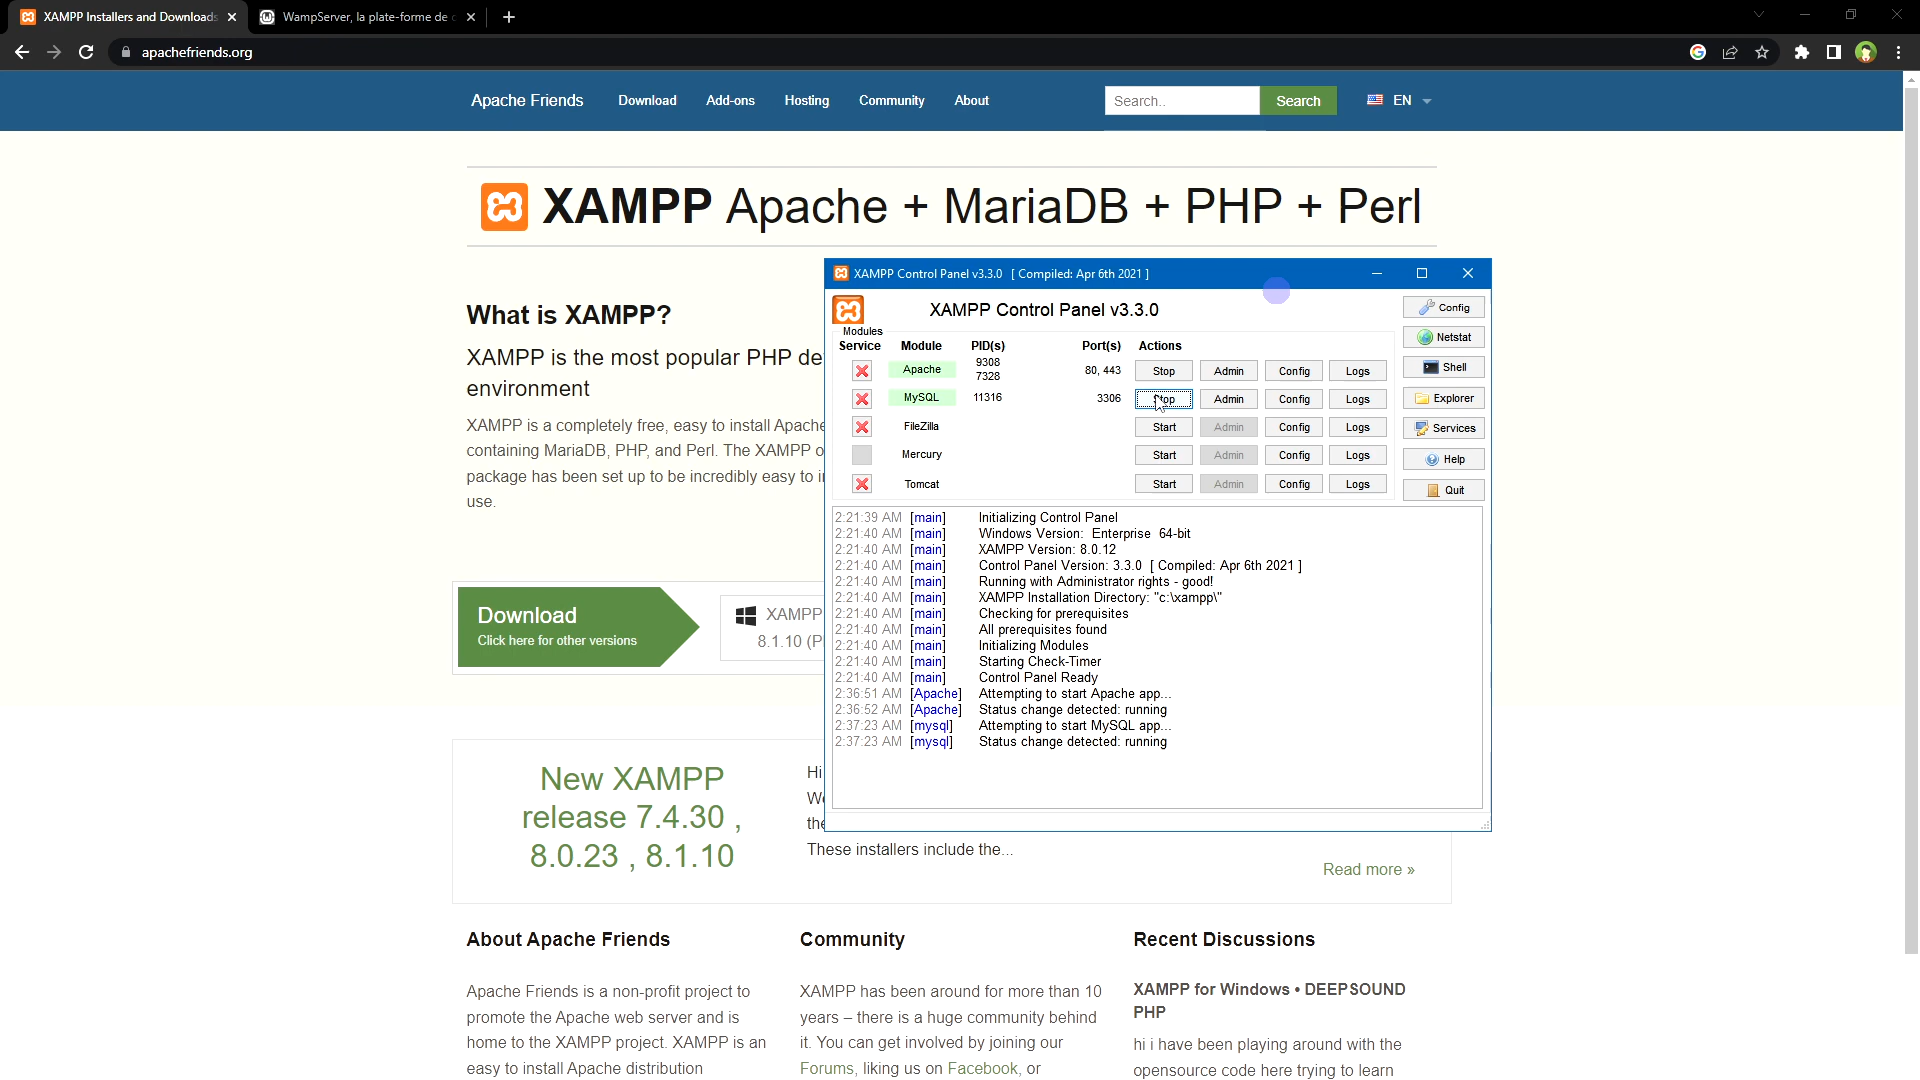 XAMPP Installers and Downloads
WampServer, la plate-forme de
apachefriends.org
Apache Friends
Download
Add-ons
Hosting
Community
About
Search..
Search
EN
XAMPP Apache + MariaDB + PHP + Perl
What is XAMPP?
XAMPP is the most popular PHP de
environment
XAMPP is a completely free, easy to install Apache
containing MariaDB, PHP, and Perl. The XAMPP o
package has been set up to be incredibly easy to i
use.
Download
Click here for other versions
XAMPP
8.1.10 (P
New XAMPP
release 7.4.30 ,
8.0.23 , 8.1.10
Hi
We
the
These installers include the...
Read more »
XAMPP Control Panel v3.3.0 [ Compiled: Apr 6th 2021 ]
XAMPP Control Panel v3.3.0
Modules
Service Module PID(s) Port(s) Actions
Apache 9308 7328 80, 443 Stop Admin Config Logs
MySQL 11316 3306 Stop Admin Config Logs
FileZilla Start Admin Config Logs
Mercury Start Admin Config Logs
Tomcat Start Admin Config Logs
Config
Netstat
Shell
Explorer
Services
Help
Quit
2:21:39 AM [main] Initializing Control Panel
2:21:40 AM [main] Windows Version: Enterprise 64-bit
2:21:40 AM [main] XAMPP Version: 8.0.12
2:21:40 AM [main] Control Panel Version: 3.3.0 [ Compiled: Apr 6th 2021 ]
2:21:40 AM [main] Running with Administrator rights - good!
2:21:40 AM [main] XAMPP Installation Directory: "c:\xampp\"
2:21:40 AM [main] Checking for prerequisites
2:21:40 AM [main] All prerequisites found
2:21:40 AM [main] Initializing Modules
2:21:40 AM [main] Starting Check-Timer
2:21:40 AM [main] Control Panel Ready
2:36:51 AM [Apache] Attempting to start Apache app...
2:36:52 AM [Apache] Status change detected: running
2:37:23 AM [mysql] Attempting to start MySQL app...
2:37:23 AM [mysql] Status change detected: running
About Apache Friends
Apache Friends is a non-profit project to
promote the Apache web server and is
home to the XAMPP project. XAMPP is an
easy to install Apache distribution
Community
XAMPP has been around for more than 10
years – there is a huge community behind
it. You can get involved by joining our
Forums, liking us on Facebook, or
Recent Discussions
XAMPP for Windows • DEEPSOUND
PHP
hi i have been playing around with the
opensource code here trying to learn